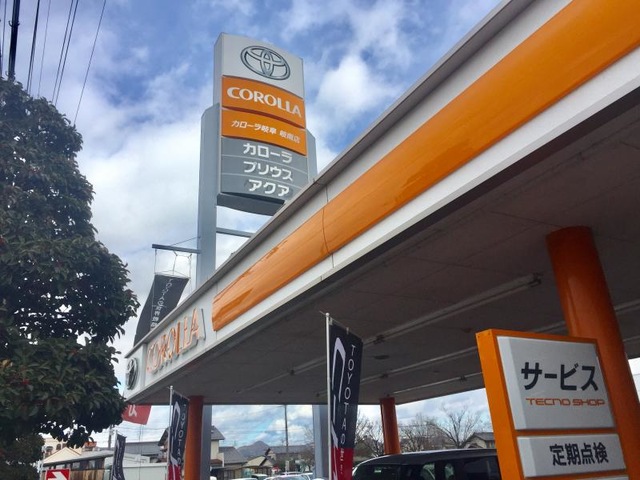 COROLLA
カローラ岐阜 岐南店
カローラ
プリウス
アクア
COROLLA
TOYOTA
サービス
TECNO SHOP
定期点検